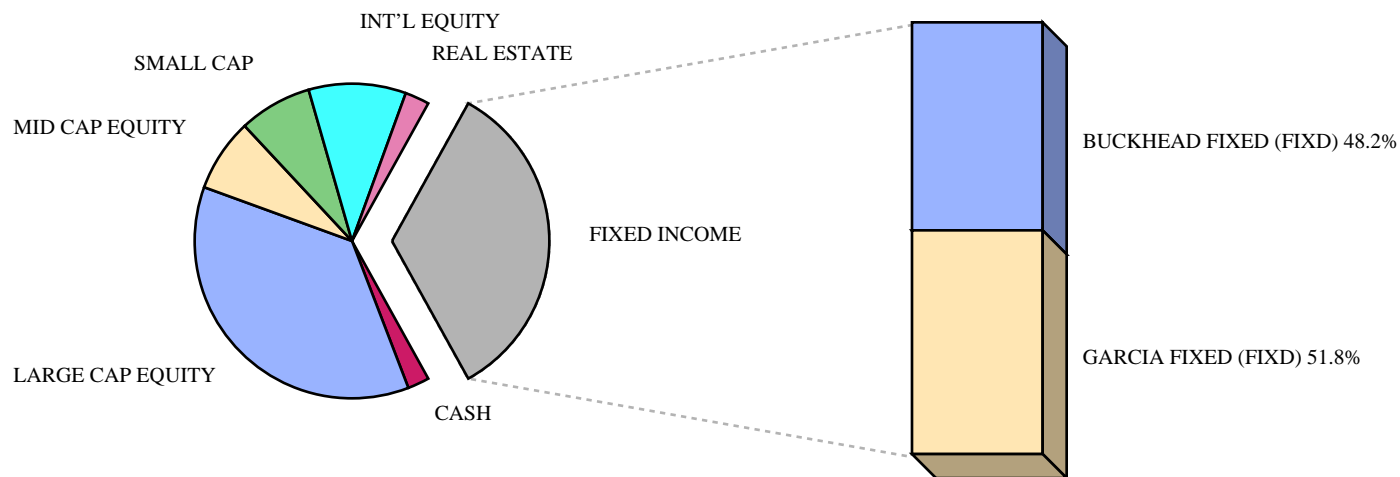 INT'L EQUITY
REAL ESTATE
SMALL CAP
MID CAP EQUITY
BUCKHEAD FIXED (FIXD) 48.2%
FIXED INCOME
GARCIA FIXED (FIXD) 51.8%
LARGE CAP EQUITY
CASH